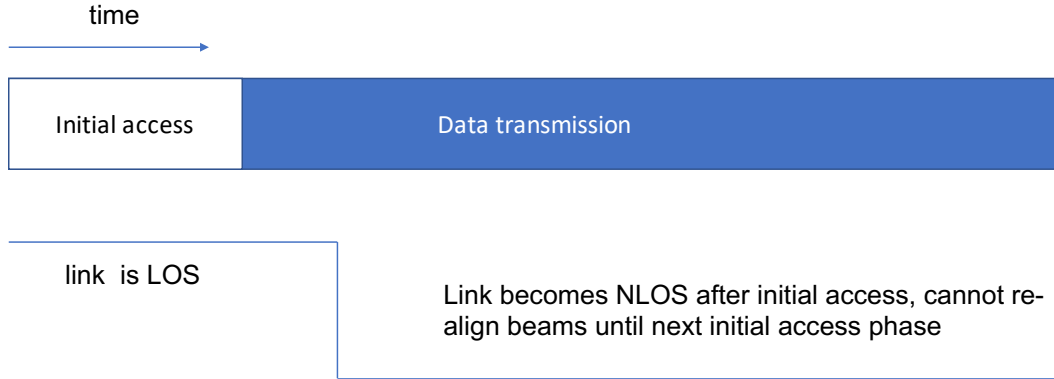 time
Initial access
Data transmission
link is LOS
Link becomes NLOS after initial access, cannot re-
align beams until next initial access phase